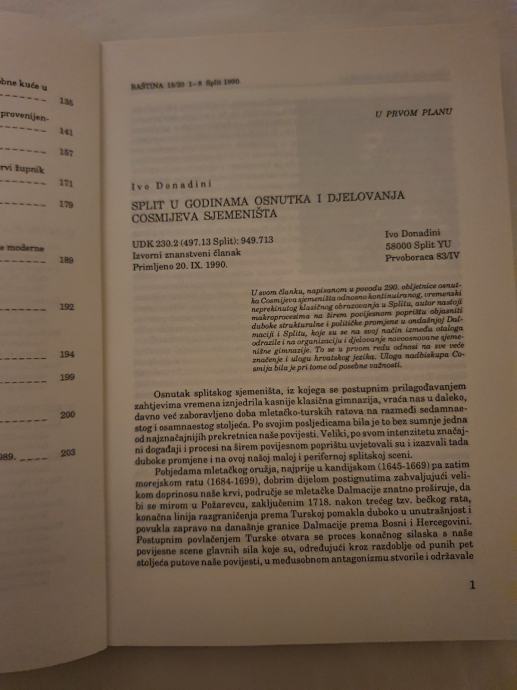 obne kuće u
135
provenijen-
141
157
rvi župnik
171
179
e moderne
189
192
194
199
200
989.
203
BAŠTINA 19/20 1–8 Split 1990.
U PRVOM PLANU
Ivo Donadini
SPLIT U GODINAMA OSNUTKA I DJELOVANJA
COSMIJEVA SJEMENIŠTA
UDK 230.2 (497.13 Split): 949.713
Izvorni znanstveni članak
Primljeno 20. IX. 1990.
Ivo Donadini
58000 Split YU
Prvoboraca 83/IV
U svom članku, napisanom u povodu 290. obljetnice osnut-
ka Cosmijeva sjemeništa odnosno kontinuiranog, vremenski
neprekinutog klasičnog obrazovanja u Splitu, autor nastoji
makroprocesima na širem povijesnom poprištu objasniti
duboke strukturalne i političke promjene u ondašnjoj Dal-
maciji i Splitu, koje su se na svoj način između ostaloga
odrazile i na organizaciju i djelovanje novoosnovane sjeme-
nišne gimnazije. To se u prvom redu odnosi na sve veće
značenje i ulogu hrvatskog jezika. Uloga nadbiskupa Co-
smija bila je pri tome od posebne važnosti.
Osnutak splitskog sjemeništa, iz kojega se postupnim prilagođavanjem
zahtjevima vremena iznjedrila kasnije klasična gimnazija, vraća nas u daleko,
davno već zaboravljeno doba mletačko-turskih ratova na razmeđi sedamnae-
stog i osamnaestog stoljeća. Po svojim posljedicama bila je to bez sumnje jedna
od najznačajnijih prekretnica naše povijesti. Veliki, po svom intenzitetu značaj-
ni događaji i procesi na širem povijesnom poprištu uvjetovali su i izazvali tada
duboke promjene i na ovoj našoj maloj i perifernoj splitskoj sceni.
Pobjedama mletačkog oružja, najprije u kandijskom (1645-1669) pa zatim
morejskom ratu (1684-1699), dobrim dijelom postignutima zahvaljujući veli-
kom doprinosu naše krvi, područje se mletačke Dalmacije znatno proširuje, da
bi se mirom u Požarevcu, zaključenim 1718. nakon trećeg tzv. bečkog rata,
konačna linija razgraničenja prema Turskoj pomakla duboko u unutrašnjost i
povukla zapravo na današnje granice Dalmacije prema Bosni i Hercegovini.
Postupnim povlačenjem Turske otvara se proces konačnog silaska s naše
povijesne scene glavnih sila koje su, određujući kroz razdoblje od punih pet
stoljeća putove naše povijesti, u međusobnom antagonizmu stvorile i održavale
1